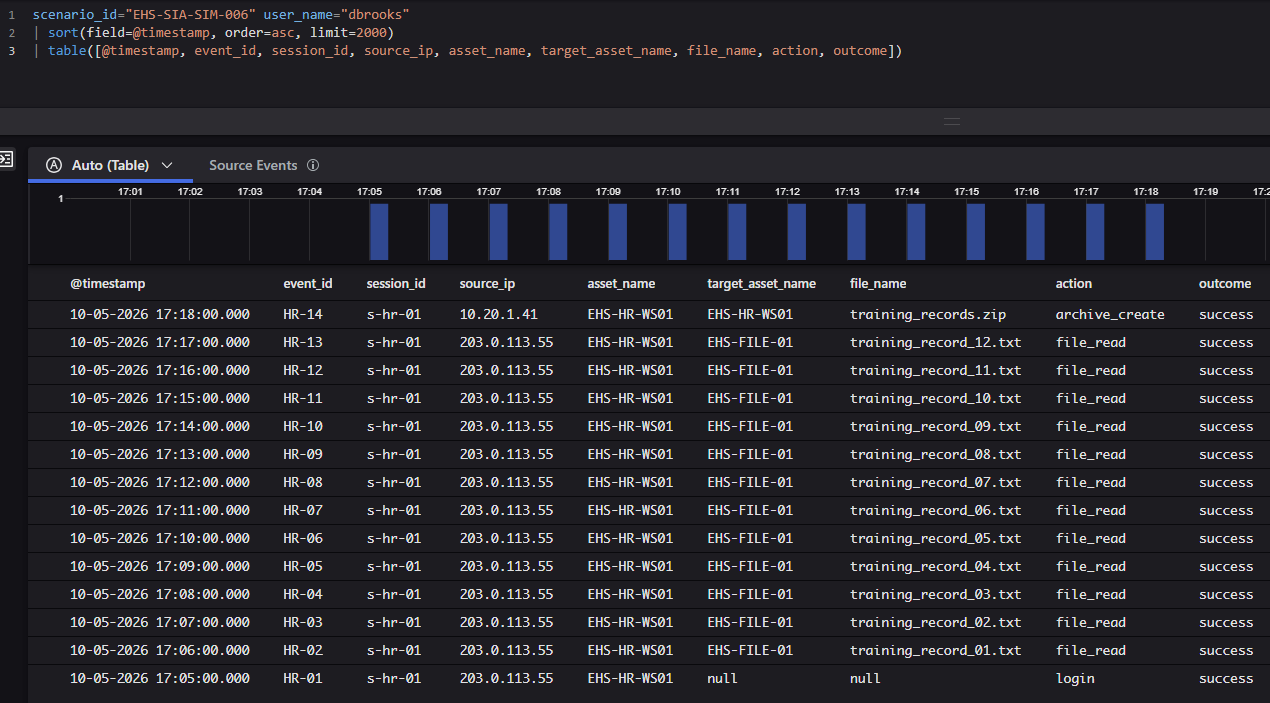 1 scenario_id="EHS-SIA-SIM-006" user_name="dbrooks"
2 | sort(field=@timestamp, order=asc, limit=2000)
3 | table([@timestamp, event_id, session_id, source_ip, asset_name, target_asset_name, file_name, action, outcome])
A Auto (Table) Source Events i
17:01 17:02 17:03 17:04 17:05 17:06 17:07 17:08 17:09 17:10 17:11 17:12 17:13 17:14 17:15 17:16 17:17 17:18 17:19 17:2
1
@timestamp event_id session_id source_ip asset_name target_asset_name file_name action outcome
10-05-2026 17:18:00.000 HR-14 s-hr-01 10.20.1.41 EHS-HR-WS01 EHS-HR-WS01 training_records.zip archive_create success
10-05-2026 17:17:00.000 HR-13 s-hr-01 203.0.113.55 EHS-HR-WS01 EHS-FILE-01 training_record_12.txt file_read success
10-05-2026 17:16:00.000 HR-12 s-hr-01 203.0.113.55 EHS-HR-WS01 EHS-FILE-01 training_record_11.txt file_read success
10-05-2026 17:15:00.000 HR-11 s-hr-01 203.0.113.55 EHS-HR-WS01 EHS-FILE-01 training_record_10.txt file_read success
10-05-2026 17:14:00.000 HR-10 s-hr-01 203.0.113.55 EHS-HR-WS01 EHS-FILE-01 training_record_09.txt file_read success
10-05-2026 17:13:00.000 HR-09 s-hr-01 203.0.113.55 EHS-HR-WS01 EHS-FILE-01 training_record_08.txt file_read success
10-05-2026 17:12:00.000 HR-08 s-hr-01 203.0.113.55 EHS-HR-WS01 EHS-FILE-01 training_record_07.txt file_read success
10-05-2026 17:11:00.000 HR-07 s-hr-01 203.0.113.55 EHS-HR-WS01 EHS-FILE-01 training_record_06.txt file_read success
10-05-2026 17:10:00.000 HR-06 s-hr-01 203.0.113.55 EHS-HR-WS01 EHS-FILE-01 training_record_05.txt file_read success
10-05-2026 17:09:00.000 HR-05 s-hr-01 203.0.113.55 EHS-HR-WS01 EHS-FILE-01 training_record_04.txt file_read success
10-05-2026 17:08:00.000 HR-04 s-hr-01 203.0.113.55 EHS-HR-WS01 EHS-FILE-01 training_record_03.txt file_read success
10-05-2026 17:07:00.000 HR-03 s-hr-01 203.0.113.55 EHS-HR-WS01 EHS-FILE-01 training_record_02.txt file_read success
10-05-2026 17:06:00.000 HR-02 s-hr-01 203.0.113.55 EHS-HR-WS01 EHS-FILE-01 training_record_01.txt file_read success
10-05-2026 17:05:00.000 HR-01 s-hr-01 203.0.113.55 EHS-HR-WS01 null null login success